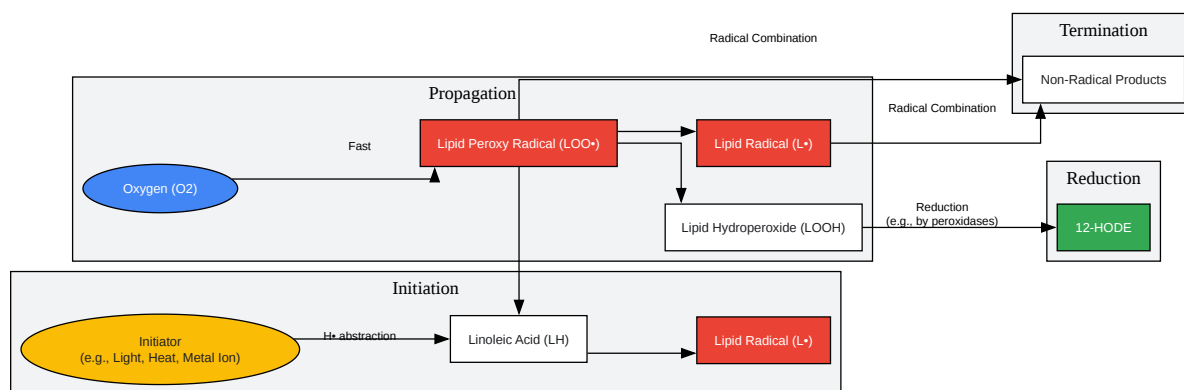 Radical Combination
Termination
Non-Radical Products
Propagation
Radical Combination
Fast
Lipid Peroxy Radical (LOO•)
Lipid Radical (L•)
Oxygen (O2)
Reduction
Reduction
(e.g., by peroxidases)
Lipid Hydroperoxide (LOOH)
12-HODE
Initiation
Initiator
(e.g., Light, Heat, Metal Ion)
H• abstraction
Linoleic Acid (LH)
Lipid Radical (L•)